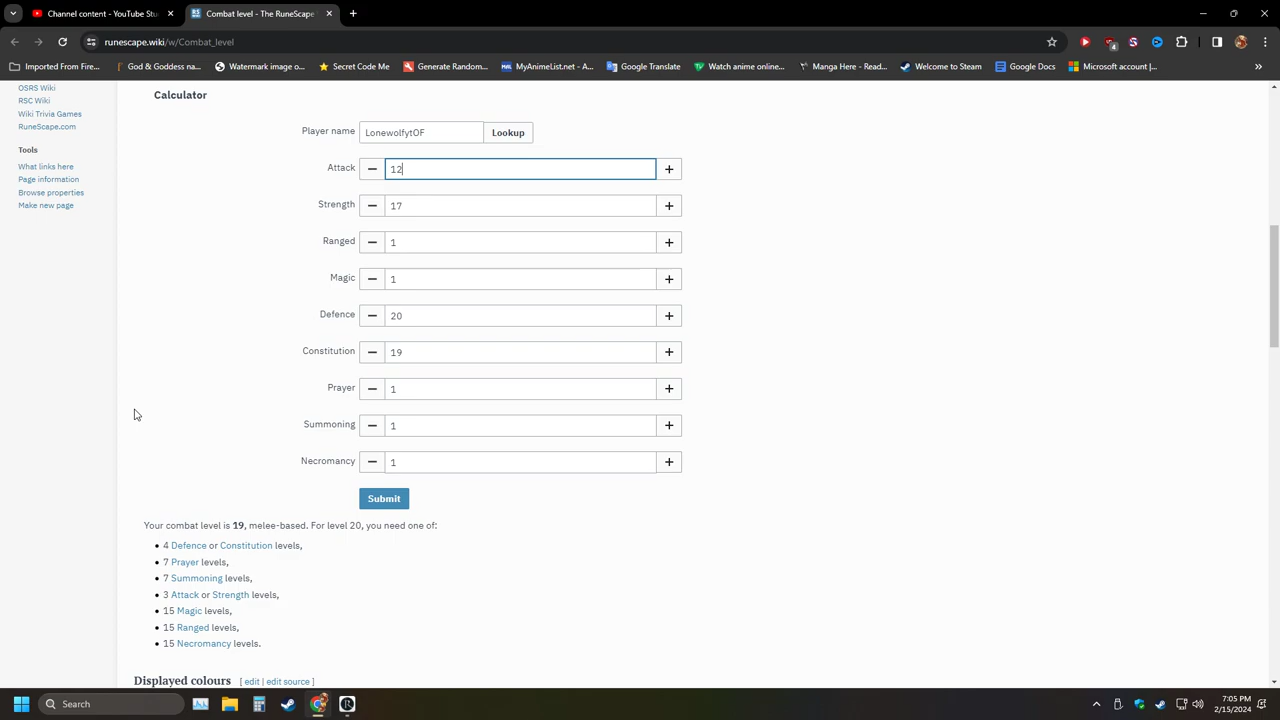 Channel content - YouTube Stu
Combat level - The RuneScape
runescape.wiki/w/Combat_level
4
Imported From Fire...
God & Goddess na...
Watermark image o...
Secret Code Me
Generate Random...
MyAnimeList.net - A...
Google Translate
Watch anime online...
Manga Here - Readi...
Welcome to Steam
Google Docs
Microsoft account |...
»
OSRS Wiki
RSC Wiki
Wiki Trivia Games
RuneScape.com
Tools
What links here
Page information
Browse properties
Make new page
Calculator
Player name LonewolfytOF Lookup
Attack − 12 +
Strength − 17 +
Ranged − 1 +
Magic − 1 +
Defence − 20 +
Constitution − 19 +
Prayer − 1 +
Summoning − 1 +
Necromancy − 1 +
Submit
Your combat level is 19, melee-based. For level 20, you need one of:
• 4 Defence or Constitution levels,
• 7 Prayer levels,
• 7 Summoning levels,
• 3 Attack or Strength levels,
• 15 Magic levels,
• 15 Ranged levels,
• 15 Necromancy levels.
Displayed colours [ edit | edit source ]
Search
7:05 PM
2/15/2024